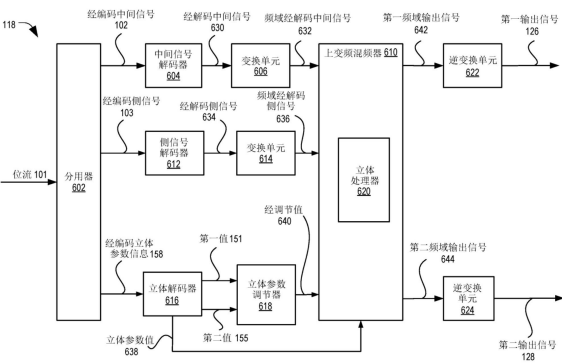 118
经编码中间信号
102
经解码中间信号
630
频域经解码中间信号
632
第一频域输出信号
642
第一输出信号
126
中间信号
解码器
604
变换单元
606
上变频混频器 610
逆变换单元
622
经编码侧信号
103
经解码侧信号
634
频域经解码
侧信号
636
侧信号
解码器
612
变换单元
614
立体
处理器
620
位流 101
分用器
602
经编码立体
参数信息 158
第一值 151
经调节值
640
立体解码器
616
立体参数
调节器
618
第二值 155
立体参数值
638
第二频域输出信号
644
逆变换
单元
624
第二输出信号
128